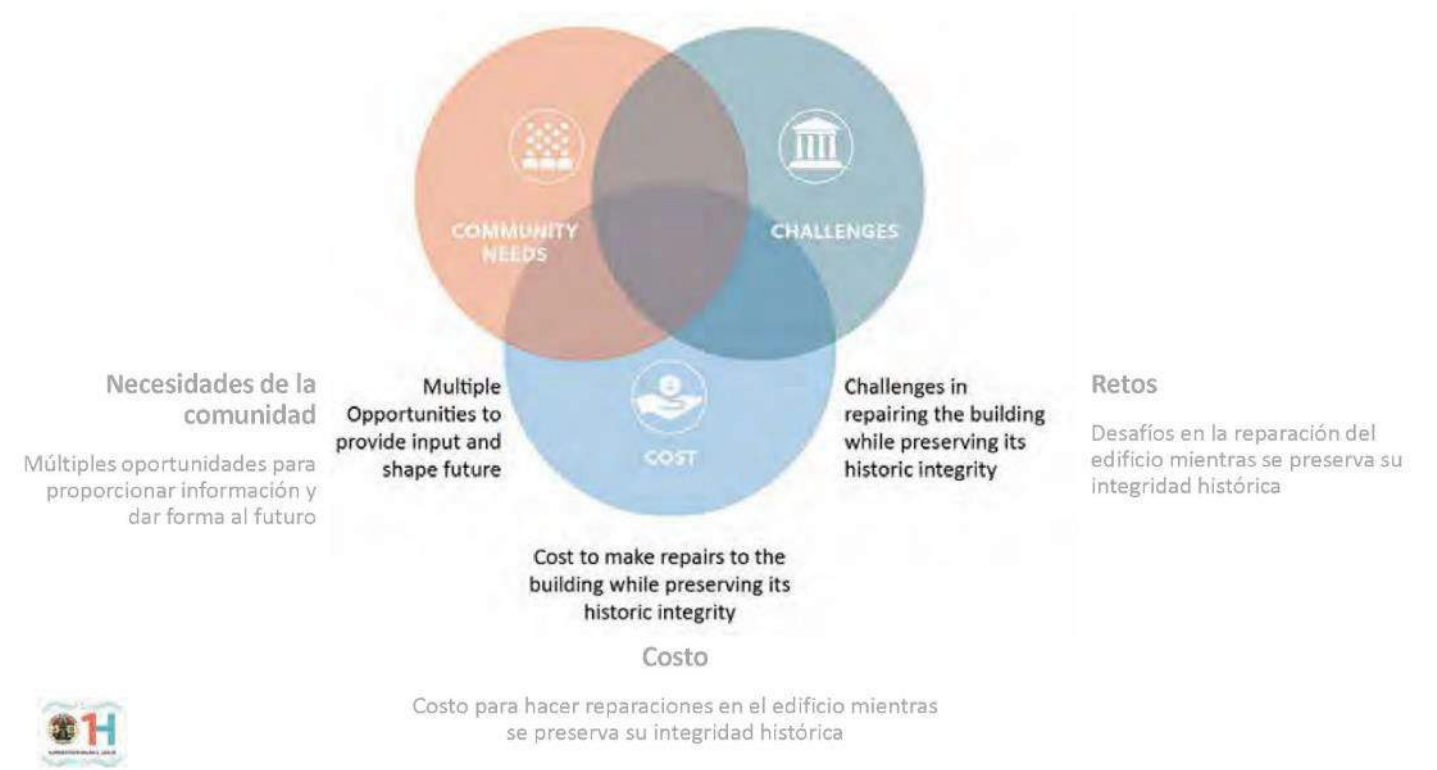 COMMUNITY
NEEDS
CHALLENGES
COST
Necesidades de la
comunidad
Múltiples oportunidades para
proporcionar información y
dar forma al futuro
Multiple
Opportunities to
provide input and
shape future
Challenges in
repairing the building
while preserving its
historic integrity
Retos
Desafíos en la reparación del
edificio mientras se preserva su
integridad histórica
Cost to make repairs to the
building while preserving its
historic integrity
Costo
Costo para hacer reparaciones en el edificio mientras
se preserva su integridad histórica
1H